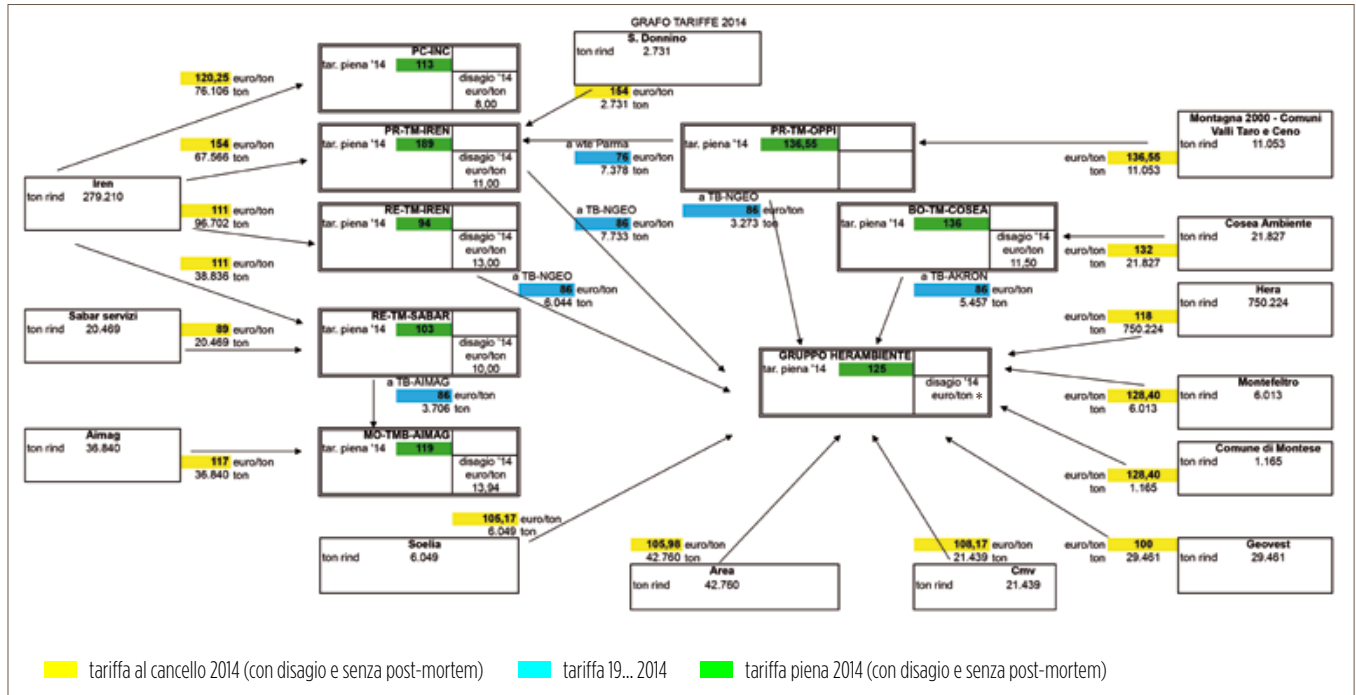 GRAFO TARIFFE 2014
S. Donnino
ton rind 2.731
154 euro/ton
2.731 ton
PC-INC
tar. piena '14 113
disagio '14
euro/ton
8,00
120,25 euro/ton
76.106 ton
PR-TM-IREN
tar. piena '14 189
disagio '14
euro/ton
11,00
154 euro/ton
67.566 ton
a wte Parma
76 euro/ton
7.378 ton
PR-TM-OPPI
tar. piena '14 136,55
Montagna 2000 - Comuni
Valli Taro e Ceno
ton rind 11.053
euro/ton 136,55
ton 11.053
Iren
ton rind 279.210
111 euro/ton
96.702 ton
RE-TM-IREN
tar. piena '14 94
disagio '14
euro/ton
13,00
a TB-NGEO
86 euro/ton
7.733 ton
a TB-NGEO
86 euro/ton
3.273 ton
BO-TM-COSEA
tar. piena '14 136
disagio '14
euro/ton
11,50
Cosea Ambiente
ton rind 21.827
euro/ton 132
ton 21.827
111 euro/ton
38.836 ton
a TB-NGEO
86 euro/ton
6.044 ton
a TB-AKRON
86 euro/ton
5.457 ton
Hera
ton rind 750.224
euro/ton 118
ton 750.224
Sabar servizi
ton rind 20.469
89 euro/ton
20.469 ton
RE-TM-SABAR
tar. piena '14 103
disagio '14
euro/ton
10,00
GRUPPO HERAMBIENTE
tar. piena '14 125
disagio '14
euro/ton *
a TB-AIMAG
86 euro/ton
3.706 ton
Montefeltro
ton rind 6.013
euro/ton 128,40
ton 6.013
Aimag
ton rind 36.840
117 euro/ton
36.840 ton
MO-TMB-AIMAG
tar. piena '14 119
disagio '14
euro/ton
13,94
Comune di Montese
ton rind 1.165
euro/ton 128,40
ton 1.165
105,17 euro/ton
6.049 ton
Soelia
ton rind 6.049
105,98 euro/ton
42.760 ton
Area
ton rind 42.760
108,17 euro/ton
21.439 ton
Cmv
ton rind 21.439
euro/ton 100
ton 29.461
Geovest
ton rind 29.461
tariffa al cancello 2014 (con disagio e senza post-mortem)
tariffa 19... 2014
tariffa piena 2014 (con disagio e senza post-mortem)